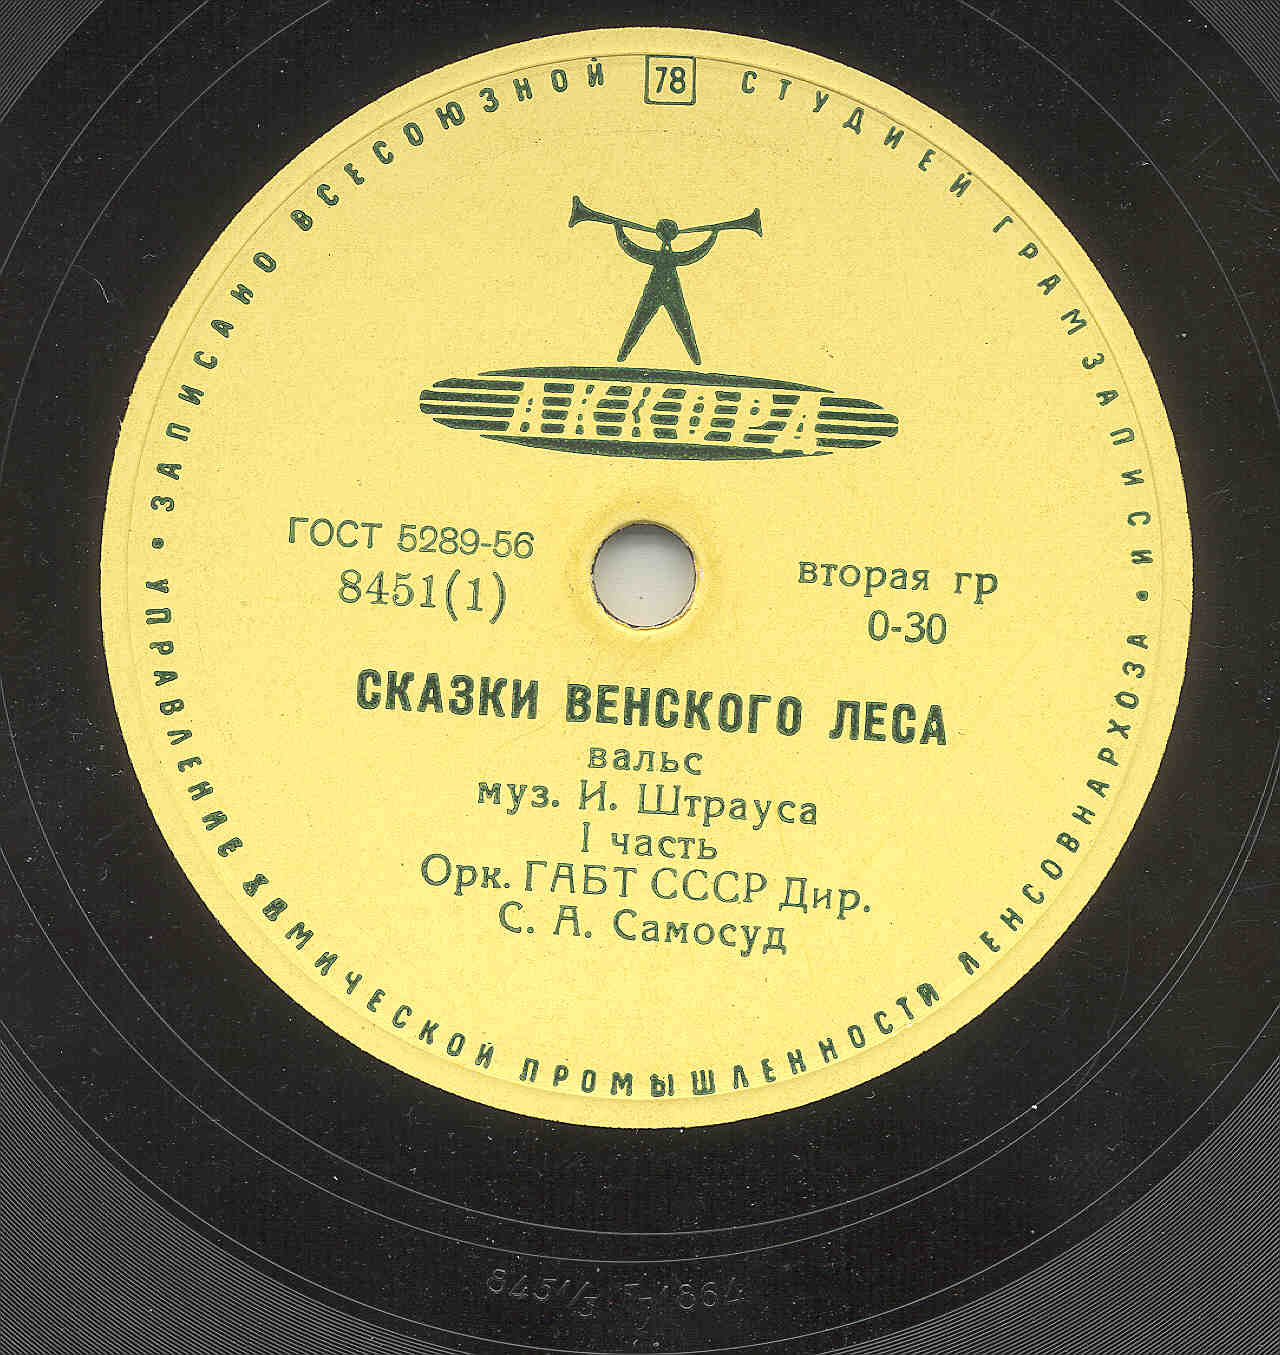 ЗАПИСАНО ВСЕСОЮЗНОЙ 78 СТУДИЕЙ ГРАМЗАПИСИ
АККОРД
ГОСТ 5289-56
8451(1)
вторая гр
0-30
СКАЗКИ ВЕНСКОГО ЛЕСА
вальс
муз. И. Штрауса
I часть
Орк. ГАБТ СССР Дир.
С. А. Самосуд
УПРАВЛЕНИЕ ХИМИЧЕСКОЙ ПРОМЫШЛЕННОСТИ ЛЕНСОВНАРХОЗА